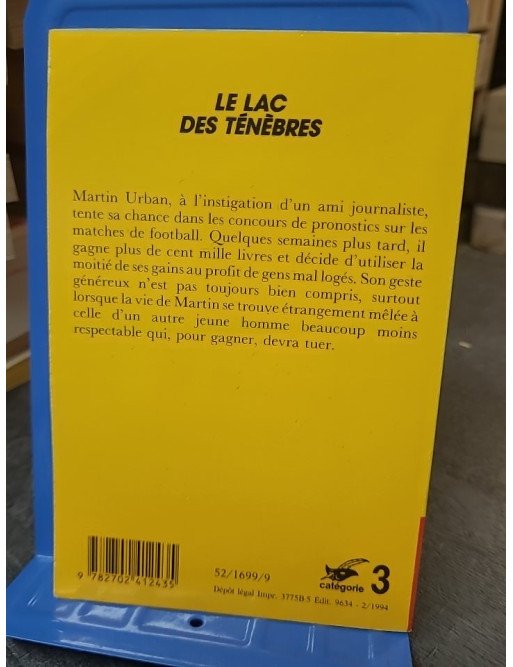 LE LAC
DES TÉNÈBRES
Martin Urban, à l'instigation d'un ami journaliste,
tente sa chance dans les concours de pronostics sur les
matches de football. Quelques semaines plus tard, il
gagne plus de cent mille livres et décide d'utiliser la
moitié de ses gains au profit de gens mal logés. Son geste
généreux n'est pas toujours bien compris, surtout
lorsque la vie de Martin se trouve étrangement mêlée à
celle d'un autre jeune homme beaucoup moins
respectable qui, pour gagner, devra tuer.
9 782702 412435
52/1699/9
catégorie 3
Dépôt légal Impr. 3775B-5 Édit. 9634 - 2/1994